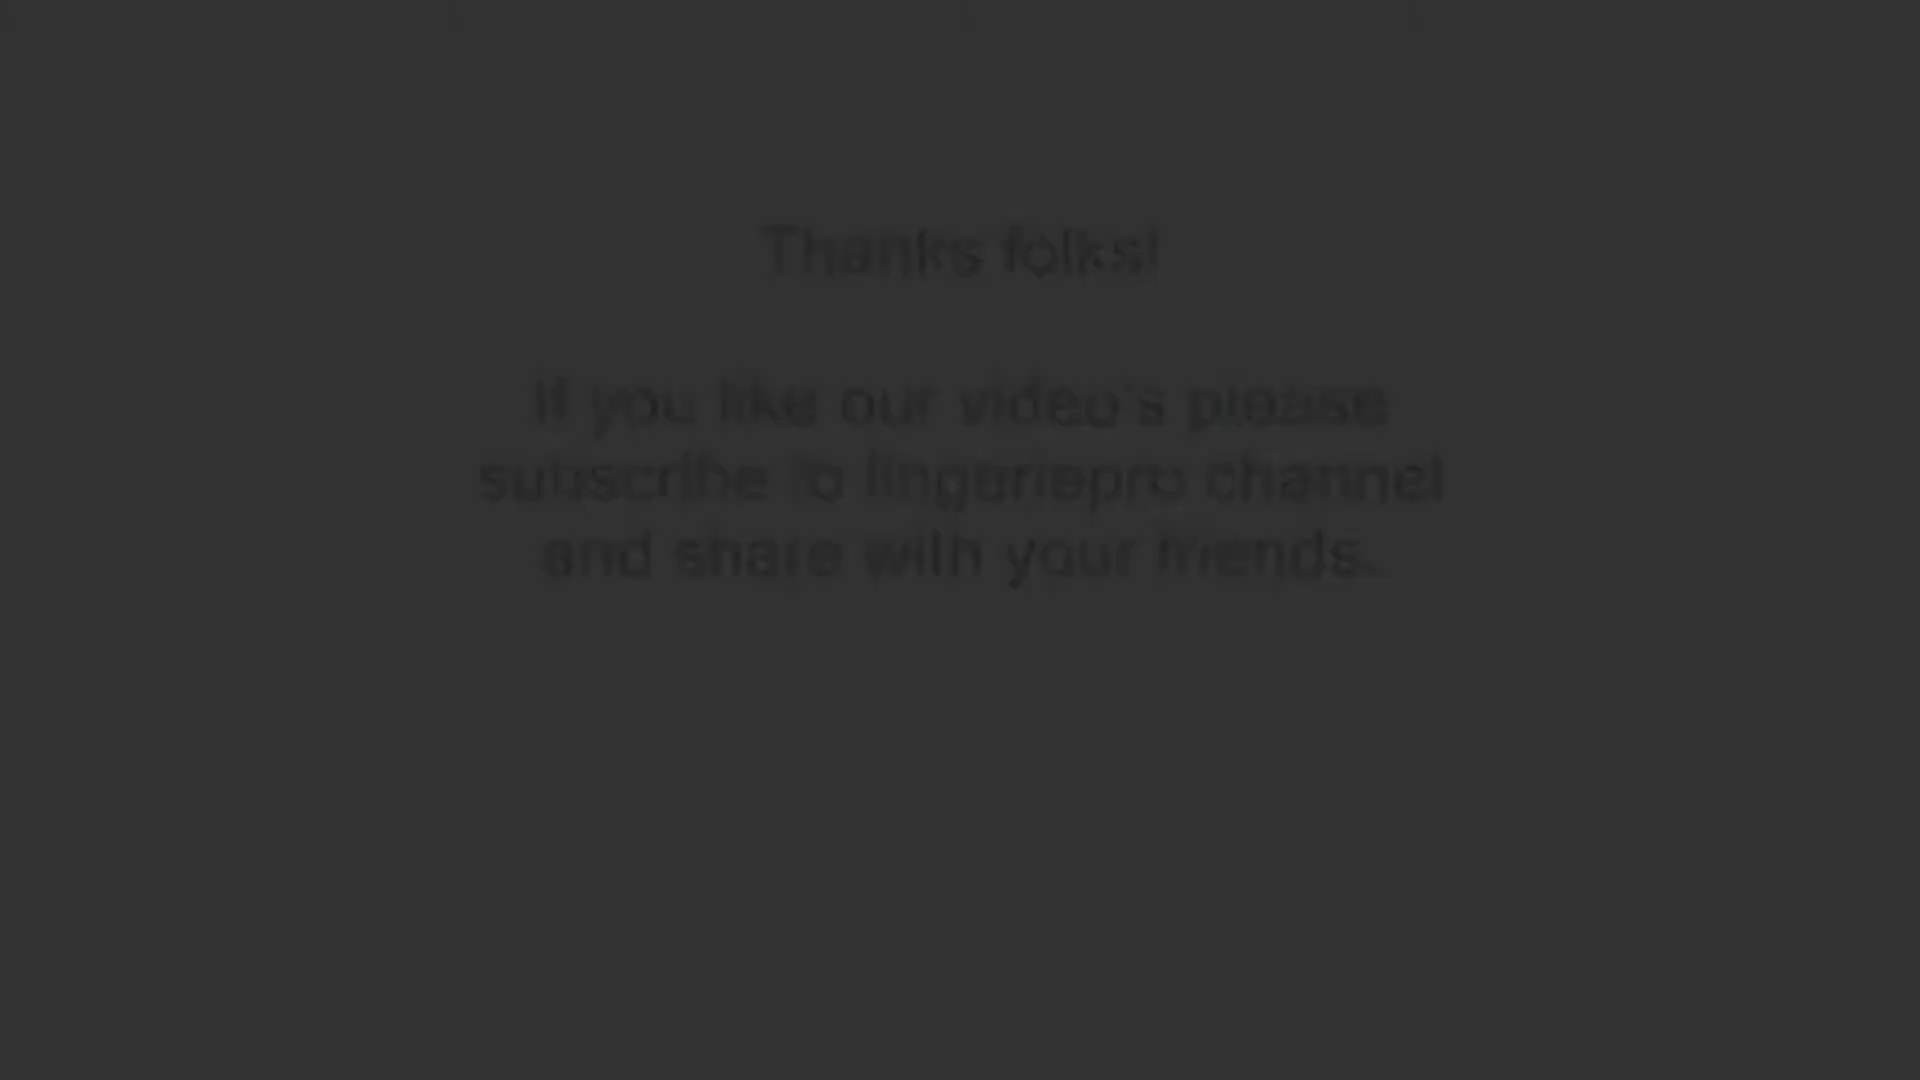 Thanks folks!
If you like our video's please
subscribe to lingeriepro channel
and share with your friends.